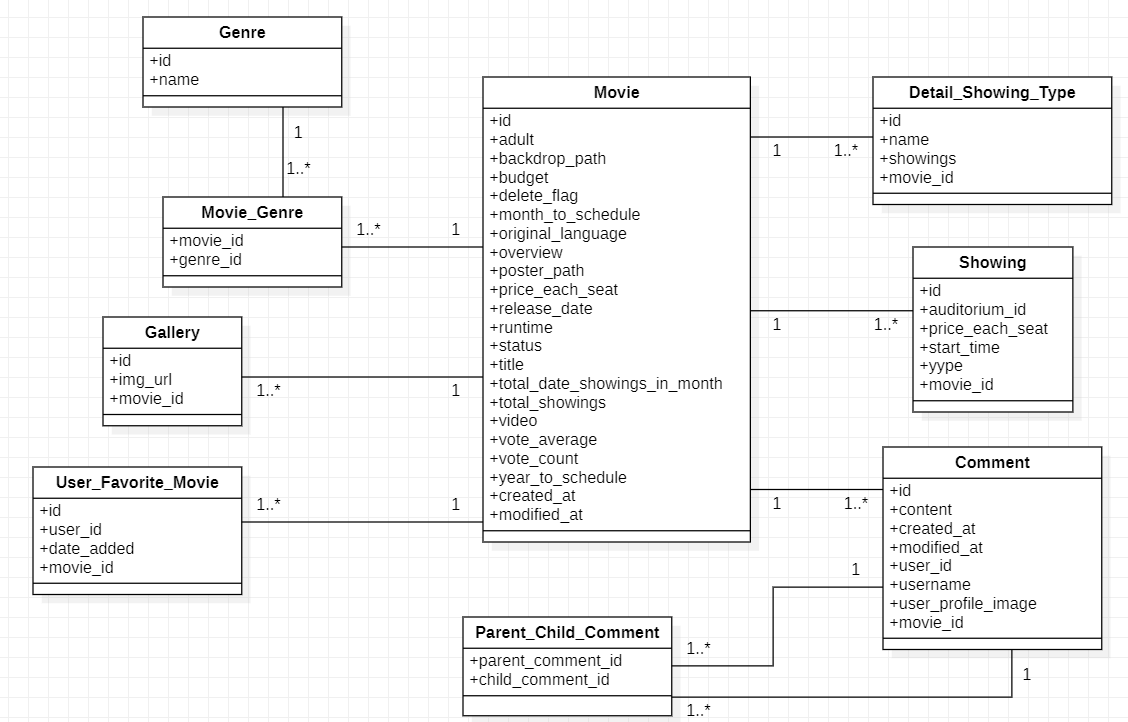 Genre
+id
+name
1
1..*
Movie_Genre
+movie_id
+genre_id
1..*
1
Gallery
+id
+img_url
+movie_id
1..*
1
User_Favorite_Movie
+id
+user_id
+date_added
+movie_id
1..*
1
Movie
+id
+adult
+backdrop_path
+budget
+delete_flag
+month_to_schedule
+original_language
+overview
+poster_path
+price_each_seat
+release_date
+runtime
+status
+title
+total_date_showings_in_month
+total_showings
+video
+vote_average
+vote_count
+year_to_schedule
+created_at
+modified_at
1
1..*
Detail_Showing_Type
+id
+name
+showings
+movie_id
1
1..*
Showing
+id
+auditorium_id
+price_each_seat
+start_time
+yype
+movie_id
1
1..*
Comment
+id
+content
+created_at
+modified_at
+user_id
+username
+user_profile_image
+movie_id
1
1..*
Parent_Child_Comment
+parent_comment_id
+child_comment_id
1
1..*